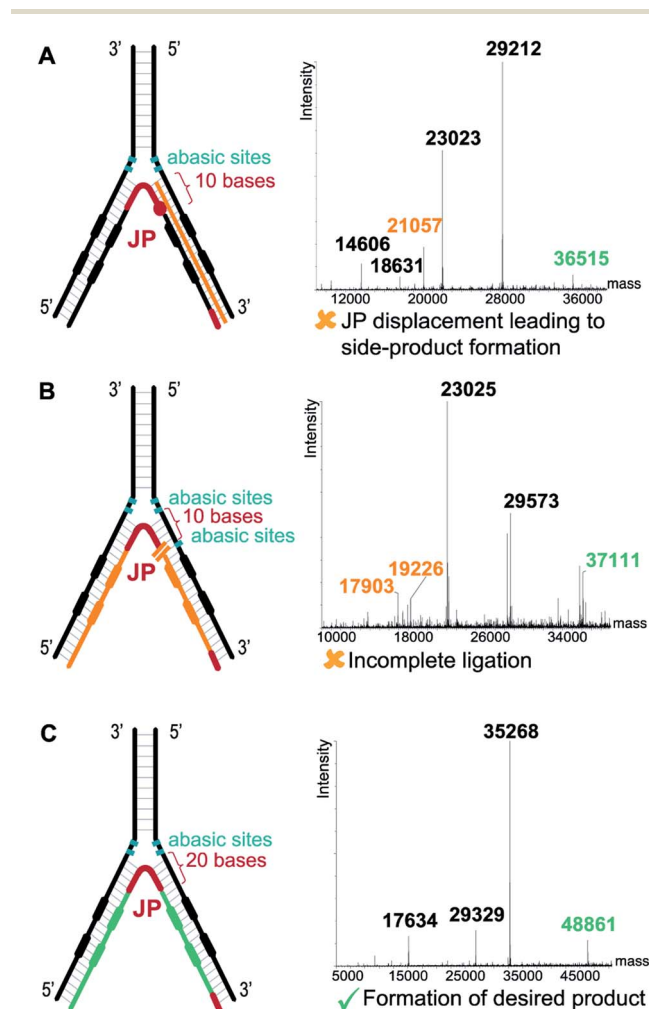 A
3’ 5’
abasic sites
10 bases
JP
5’ 3’
Intensity
29212
23023
21057
14606
18631
36515
12000 20000 28000 36000 mass
✘ JP displacement leading to
side-product formation
B
3’ 5’
abasic sites
10 bases
abasic sites
JP
5’ 3’
Intensity
23025
29573
37111
19226
17903
10000 18000 26000 34000 mass
✘ Incomplete ligation
C
3’ 5’
abasic sites
20 bases
JP
5’ 3’
Intensity
35268
17634
29329
48861
5000 15000 25000 35000 45000 mass
✓ Formation of desired product